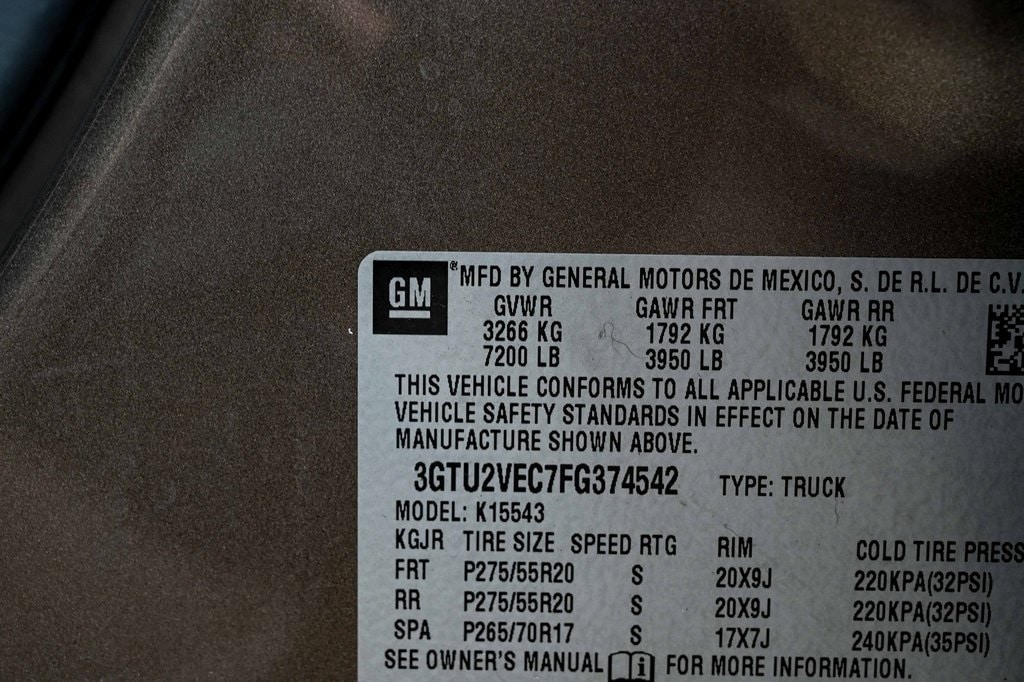 GM ® MFD BY GENERAL MOTORS DE MEXICO, S. DE R.L. DE C.V.
GVWR GAWR FRT GAWR RR
3266 KG 1792 KG 1792 KG
7200 LB 3950 LB 3950 LB
THIS VEHICLE CONFORMS TO ALL APPLICABLE U.S. FEDERAL MO
VEHICLE SAFETY STANDARDS IN EFFECT ON THE DATE OF
MANUFACTURE SHOWN ABOVE.
3GTU2VEC7FG374542 TYPE: TRUCK
MODEL: K15543
KGJR TIRE SIZE SPEED RTG RIM COLD TIRE PRESS
FRT P275/55R20 S 20X9J 220KPA(32PSI)
RR P275/55R20 S 20X9J 220KPA(32PSI)
SPA P265/70R17 S 17X7J 240KPA(35PSI)
SEE OWNER'S MANUAL i FOR MORE INFORMATION.